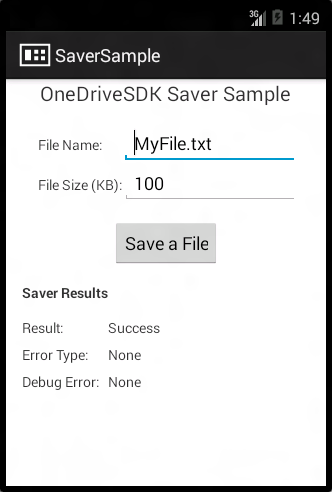 3G 1:49
SaverSample
OneDriveSDK Saver Sample
File Name: MyFile.txt
File Size (KB): 100
Save a File
Saver Results
Result: Success
Error Type: None
Debug Error: None